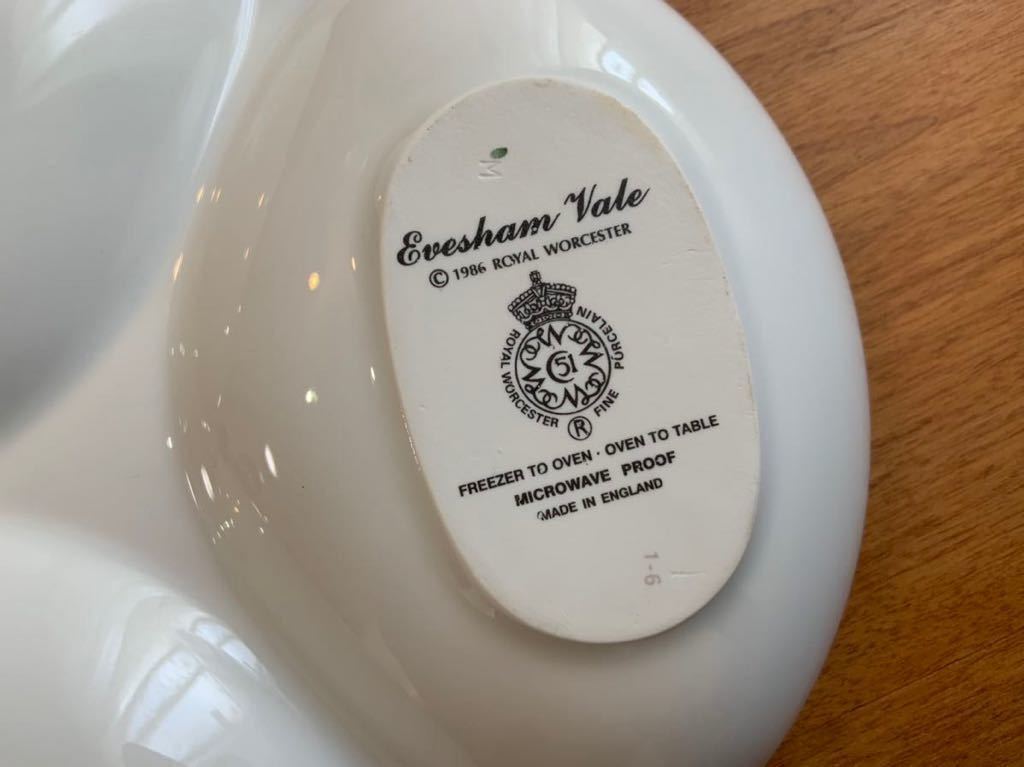 M
Evesham Vale
© 1986 ROYAL WORCESTER
ROYAL WORCESTER FINE PORCELAIN
51
®
FREEZER TO OVEN · OVEN TO TABLE
MICROWAVE PROOF
MADE IN ENGLAND
1-6